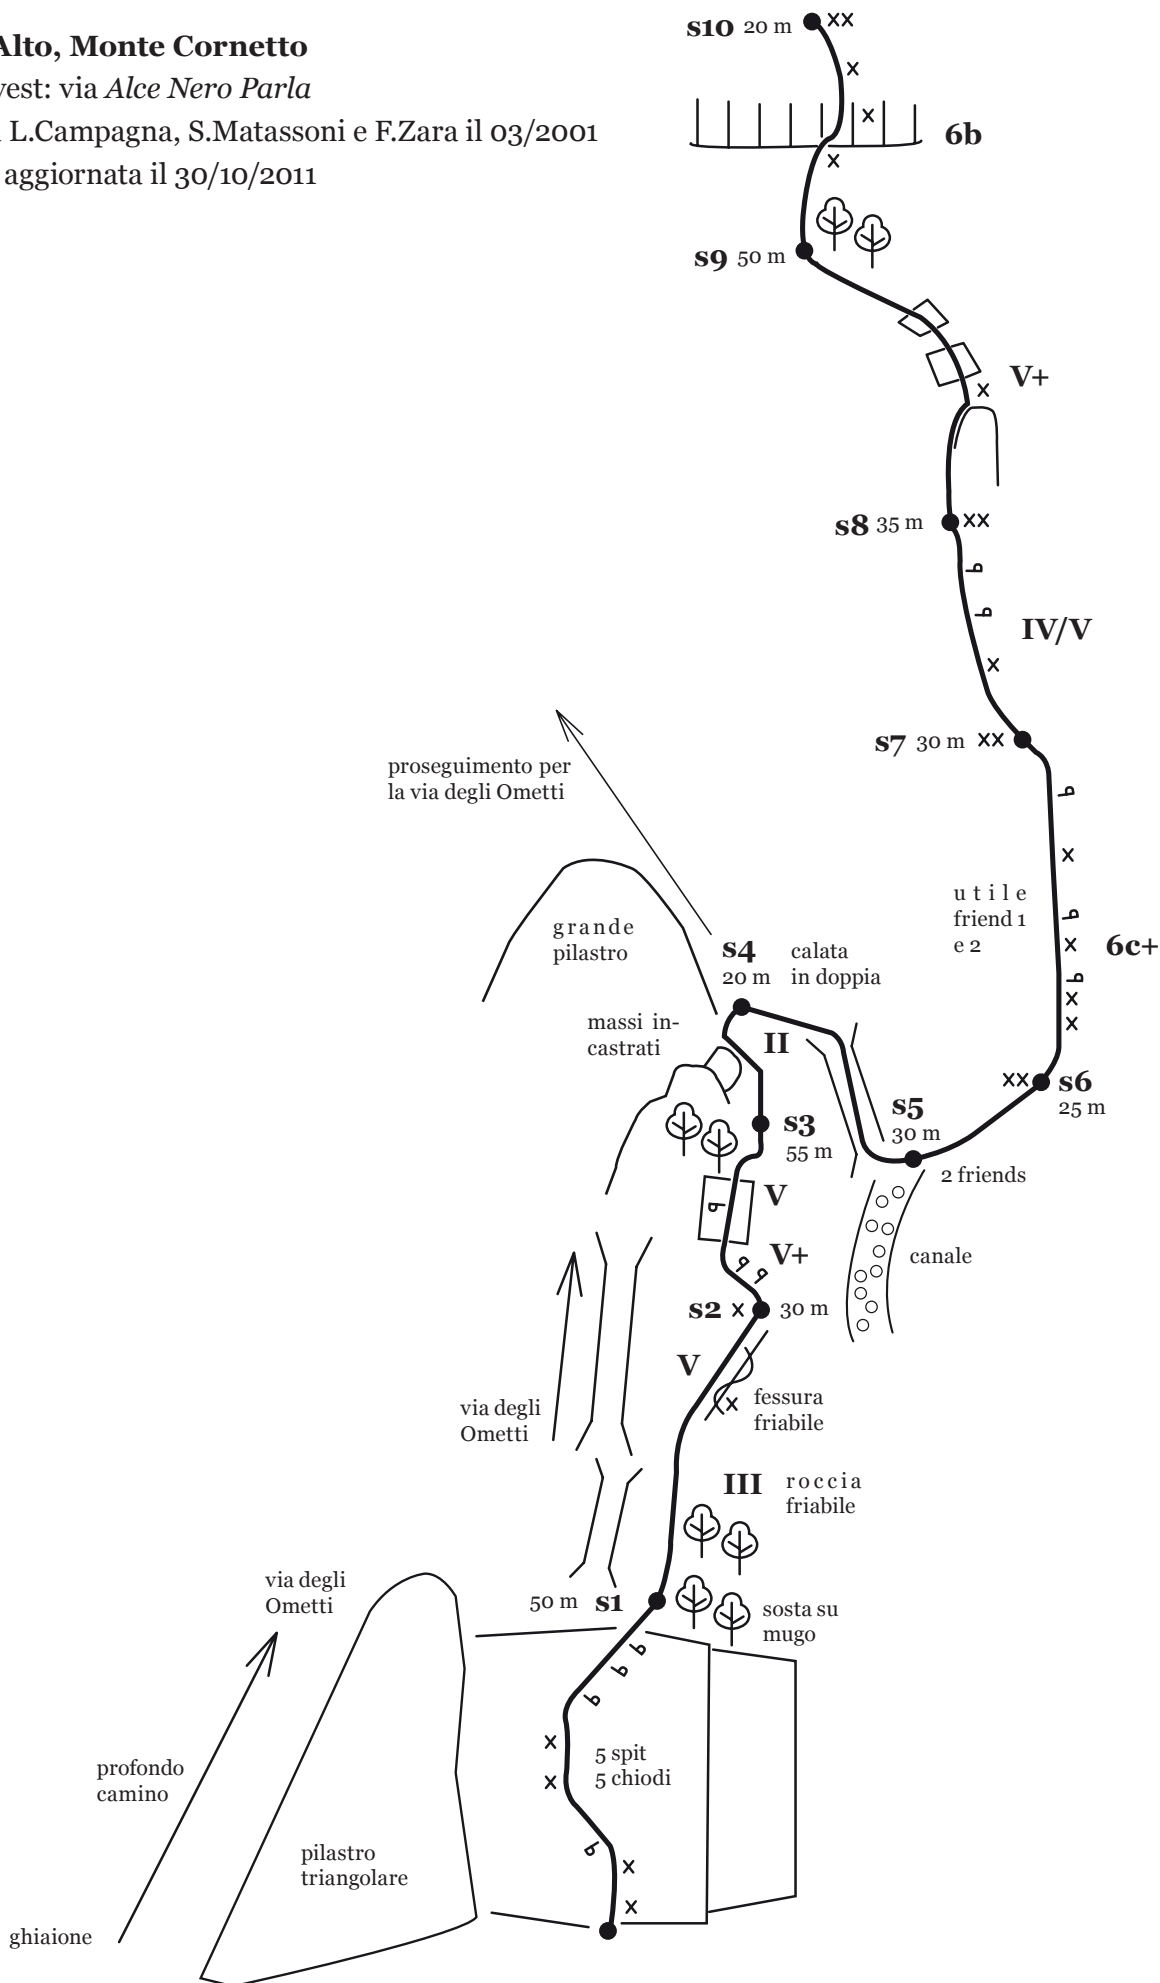 Alto, Monte Cornetto
vest: via Alce Nero Parla
L.Campagna, S.Matassoni e F.Zara il 03/2001
aggiornata il 30/10/2011
s10 20 m xx
x
x
6b
x
s9 50 m
V+
x
s8 35 m xx
IV/V
x
s7 30 m xx
proseguimento per
la via degli Ometti
x
utile
friend 1
e 2
x
6c+
x
x
grande
pilastro
s4
20 m
calata
in doppia
massi in-
castrati
II
xx s6
25 m
s5
30 m
s3
55 m
2 friends
V
V+
canale
s2 x 30 m
V
x
fessura
friabile
via degli
Ometti
III
roccia
friabile
via degli
Ometti
50 m s1
sosta su
mugo
x
x
5 spit
5 chiodi
profondo
camino
pilastro
triangolare
x
x
ghiaione